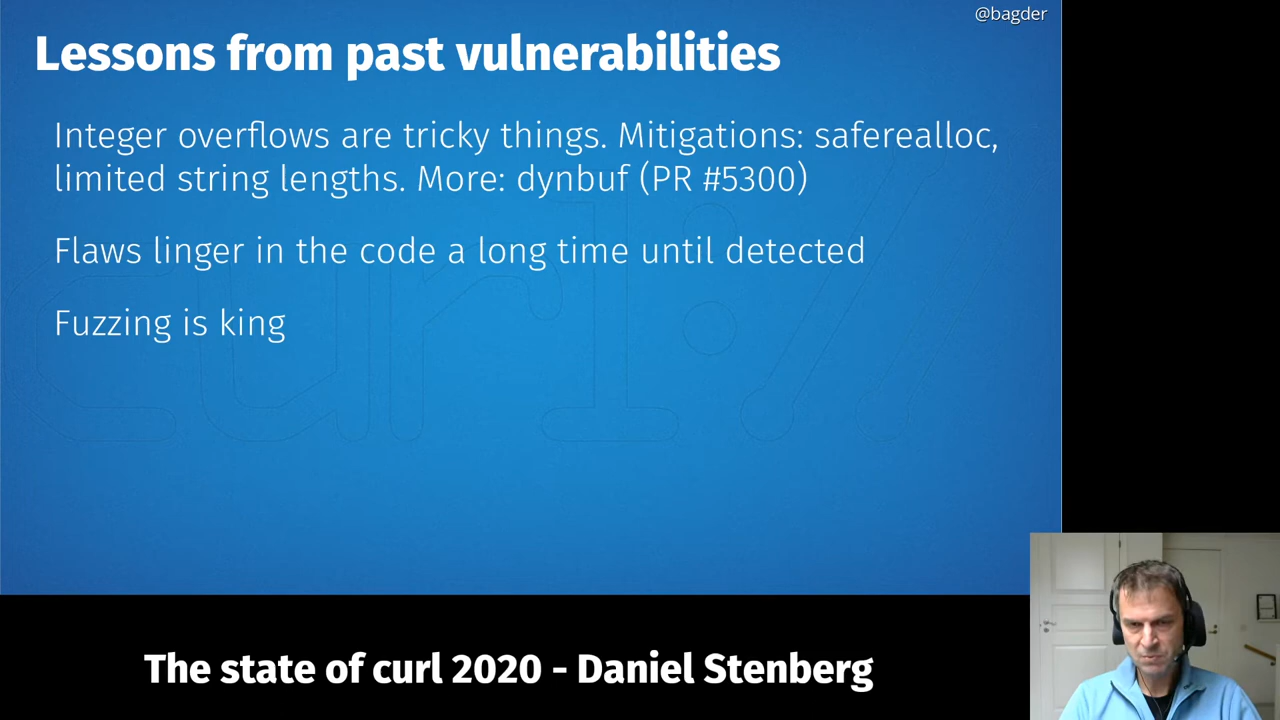 @bagder
Lessons from past vulnerabilities
Integer overflows are tricky things. Mitigations: saferealloc,
limited string lengths. More: dynbuf (PR #5300)
Flaws linger in the code a long time until detected
Fuzzing is king
curl://
The state of curl 2020 - Daniel Stenberg